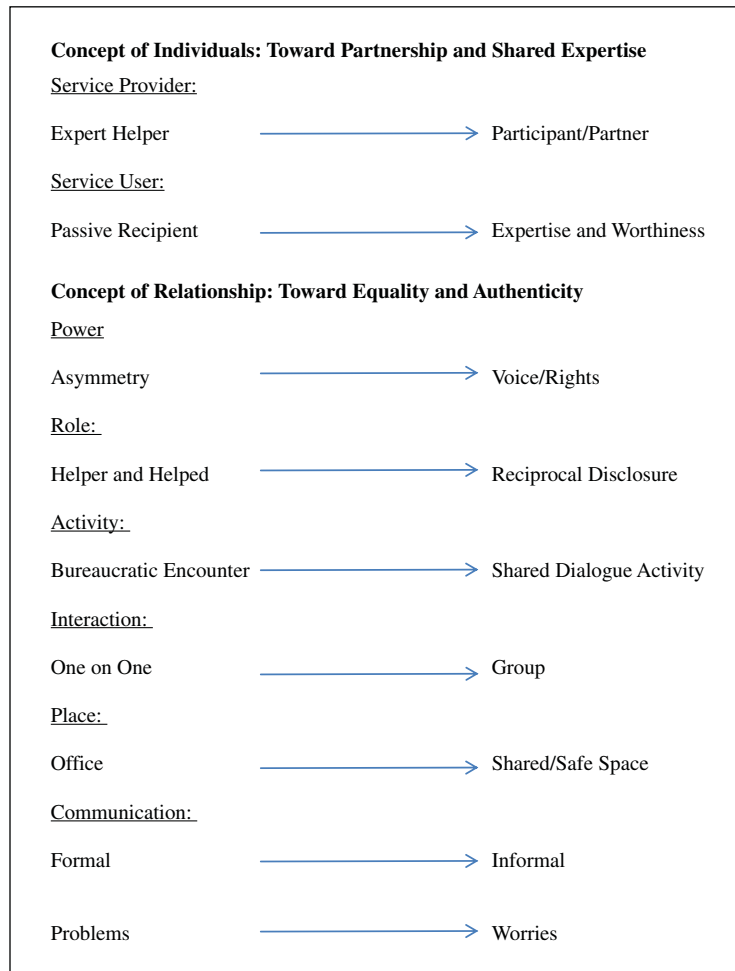 Concept of Individuals: Toward Partnership and Shared Expertise
Service Provider:
Expert Helper Participant/Partner
Service User:
Passive Recipient Expertise and Worthiness
Concept of Relationship: Toward Equality and Authenticity
Power
Asymmetry Voice/Rights
Role:
Helper and Helped Reciprocal Disclosure
Activity:
Bureaucratic Encounter Shared Dialogue Activity
Interaction:
One on One Group
Place:
Office Shared/Safe Space
Communication:
Formal Informal
Problems Worries